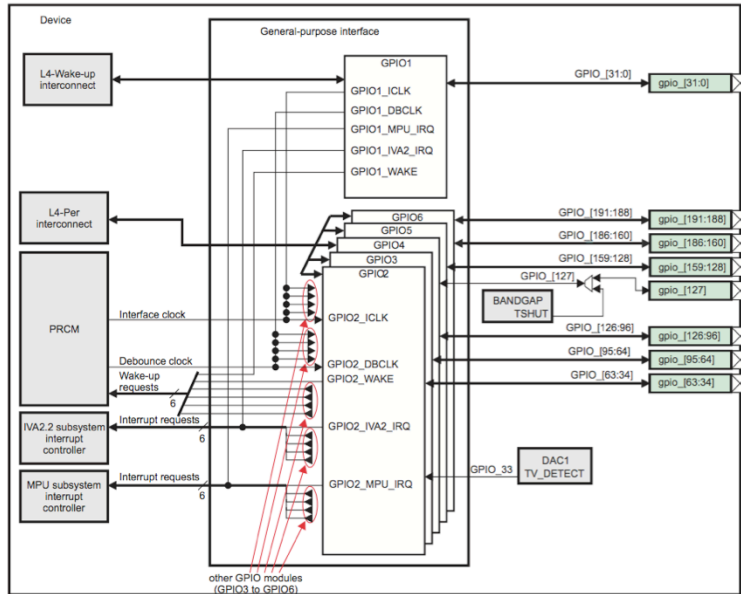 Device
General-purpose interface
GPIO1
L4-Wake-up
interconnect
GPIO_[31:0]
gpio_[31:0]
GPIO1_ICLK
GPIO1_DBCLK
GPIO1_MPU_IRQ
GPIO1_IVA2_IRQ
GPIO1_WAKE
L4-Per
interconnect
GPIO6
GPIO5
GPIO4
GPIO3
GPIO2
GPIO_[191:188]
gpio_[191:188]
GPIO_[186:160]
gpio_[186:160]
GPIO_[159:128]
gpio_[159:128]
GPIO_[127]
gpio_[127]
BANDGAP
TSHUT
PRCM
Interface clock
GPIO2_ICLK
GPIO_[126:96]
gpio_[126:96]
Debounce clock
GPIO2_DBCLK
GPIO_[95:64]
gpio_[95:64]
Wake-up
requests
6
GPIO2_WAKE
GPIO_[63:34]
gpio_[63:34]
IVA2.2 subsystem
interrupt
controller
Interrupt requests
6
GPIO2_IVA2_IRQ
MPU subsystem
interrupt
controller
Interrupt requests
6
GPIO2_MPU_IRQ
GPIO_33
DAC1
TV_DETECT
other GPIO modules
(GPIO3 to GPIO6)